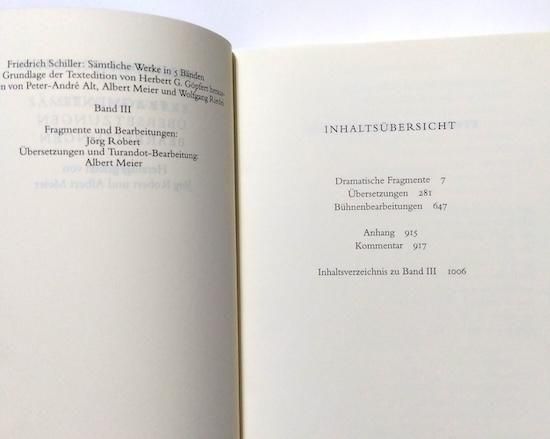 Friedrich Schiller: Sämtliche Werke in 5 Bänden
Grundlage der Textedition von Herbert G. Göpfert heraus-
n von Peter-André Alt, Albert Meier und Wolfgang Riedel
Band III
Fragmente und Bearbeitungen:
Jörg Robert
Übersetzungen und Turandot-Bearbeitung:
Albert Meier
INHALTSÜBERSICHT
Dramatische Fragmente 7
Übersetzungen 281
Bühnenbearbeitungen 647
Anhang 915
Kommentar 917
Inhaltsverzeichnis zu Band III 1006